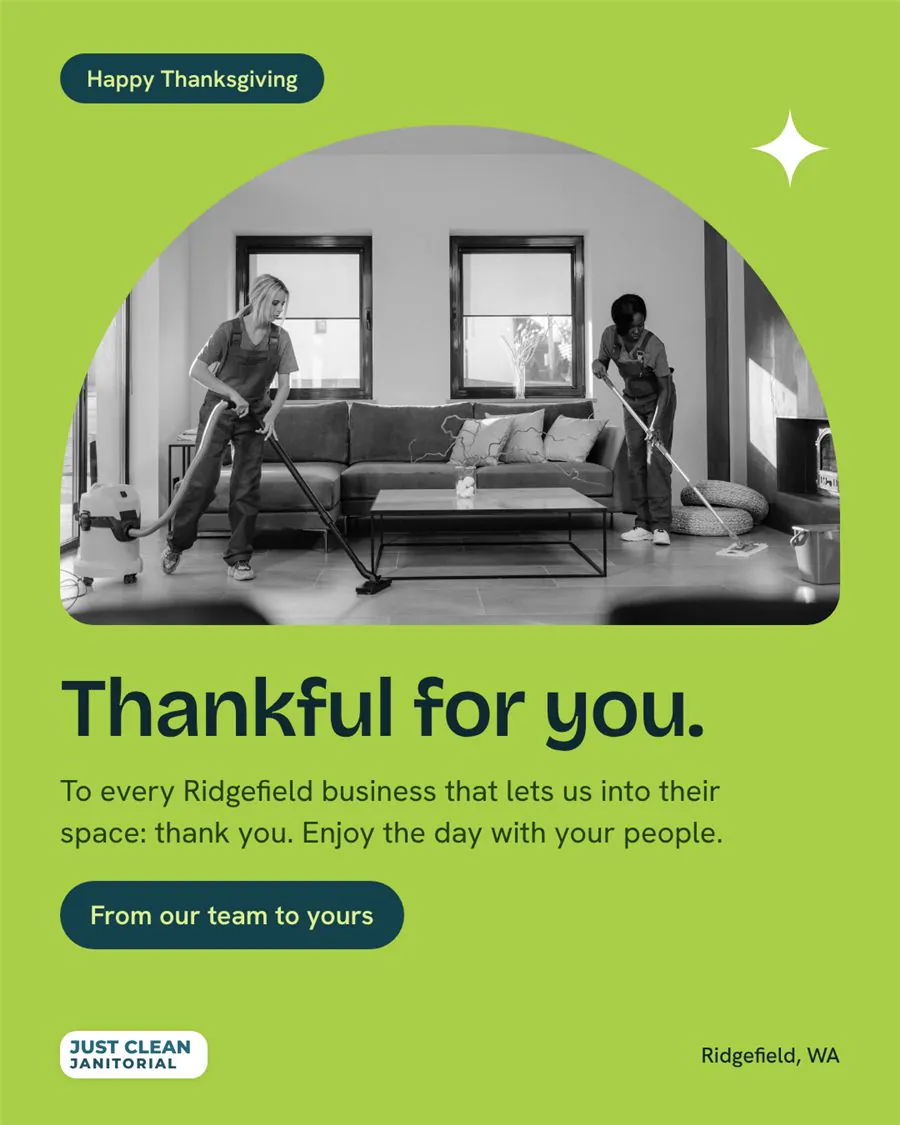 Happy Thanksgiving
Thankful for you.
To every Ridgefield business that lets us into their
space: thank you. Enjoy the day with your people.
From our team to yours
JUST CLEAN
JANITORIAL
Ridgefield, WA